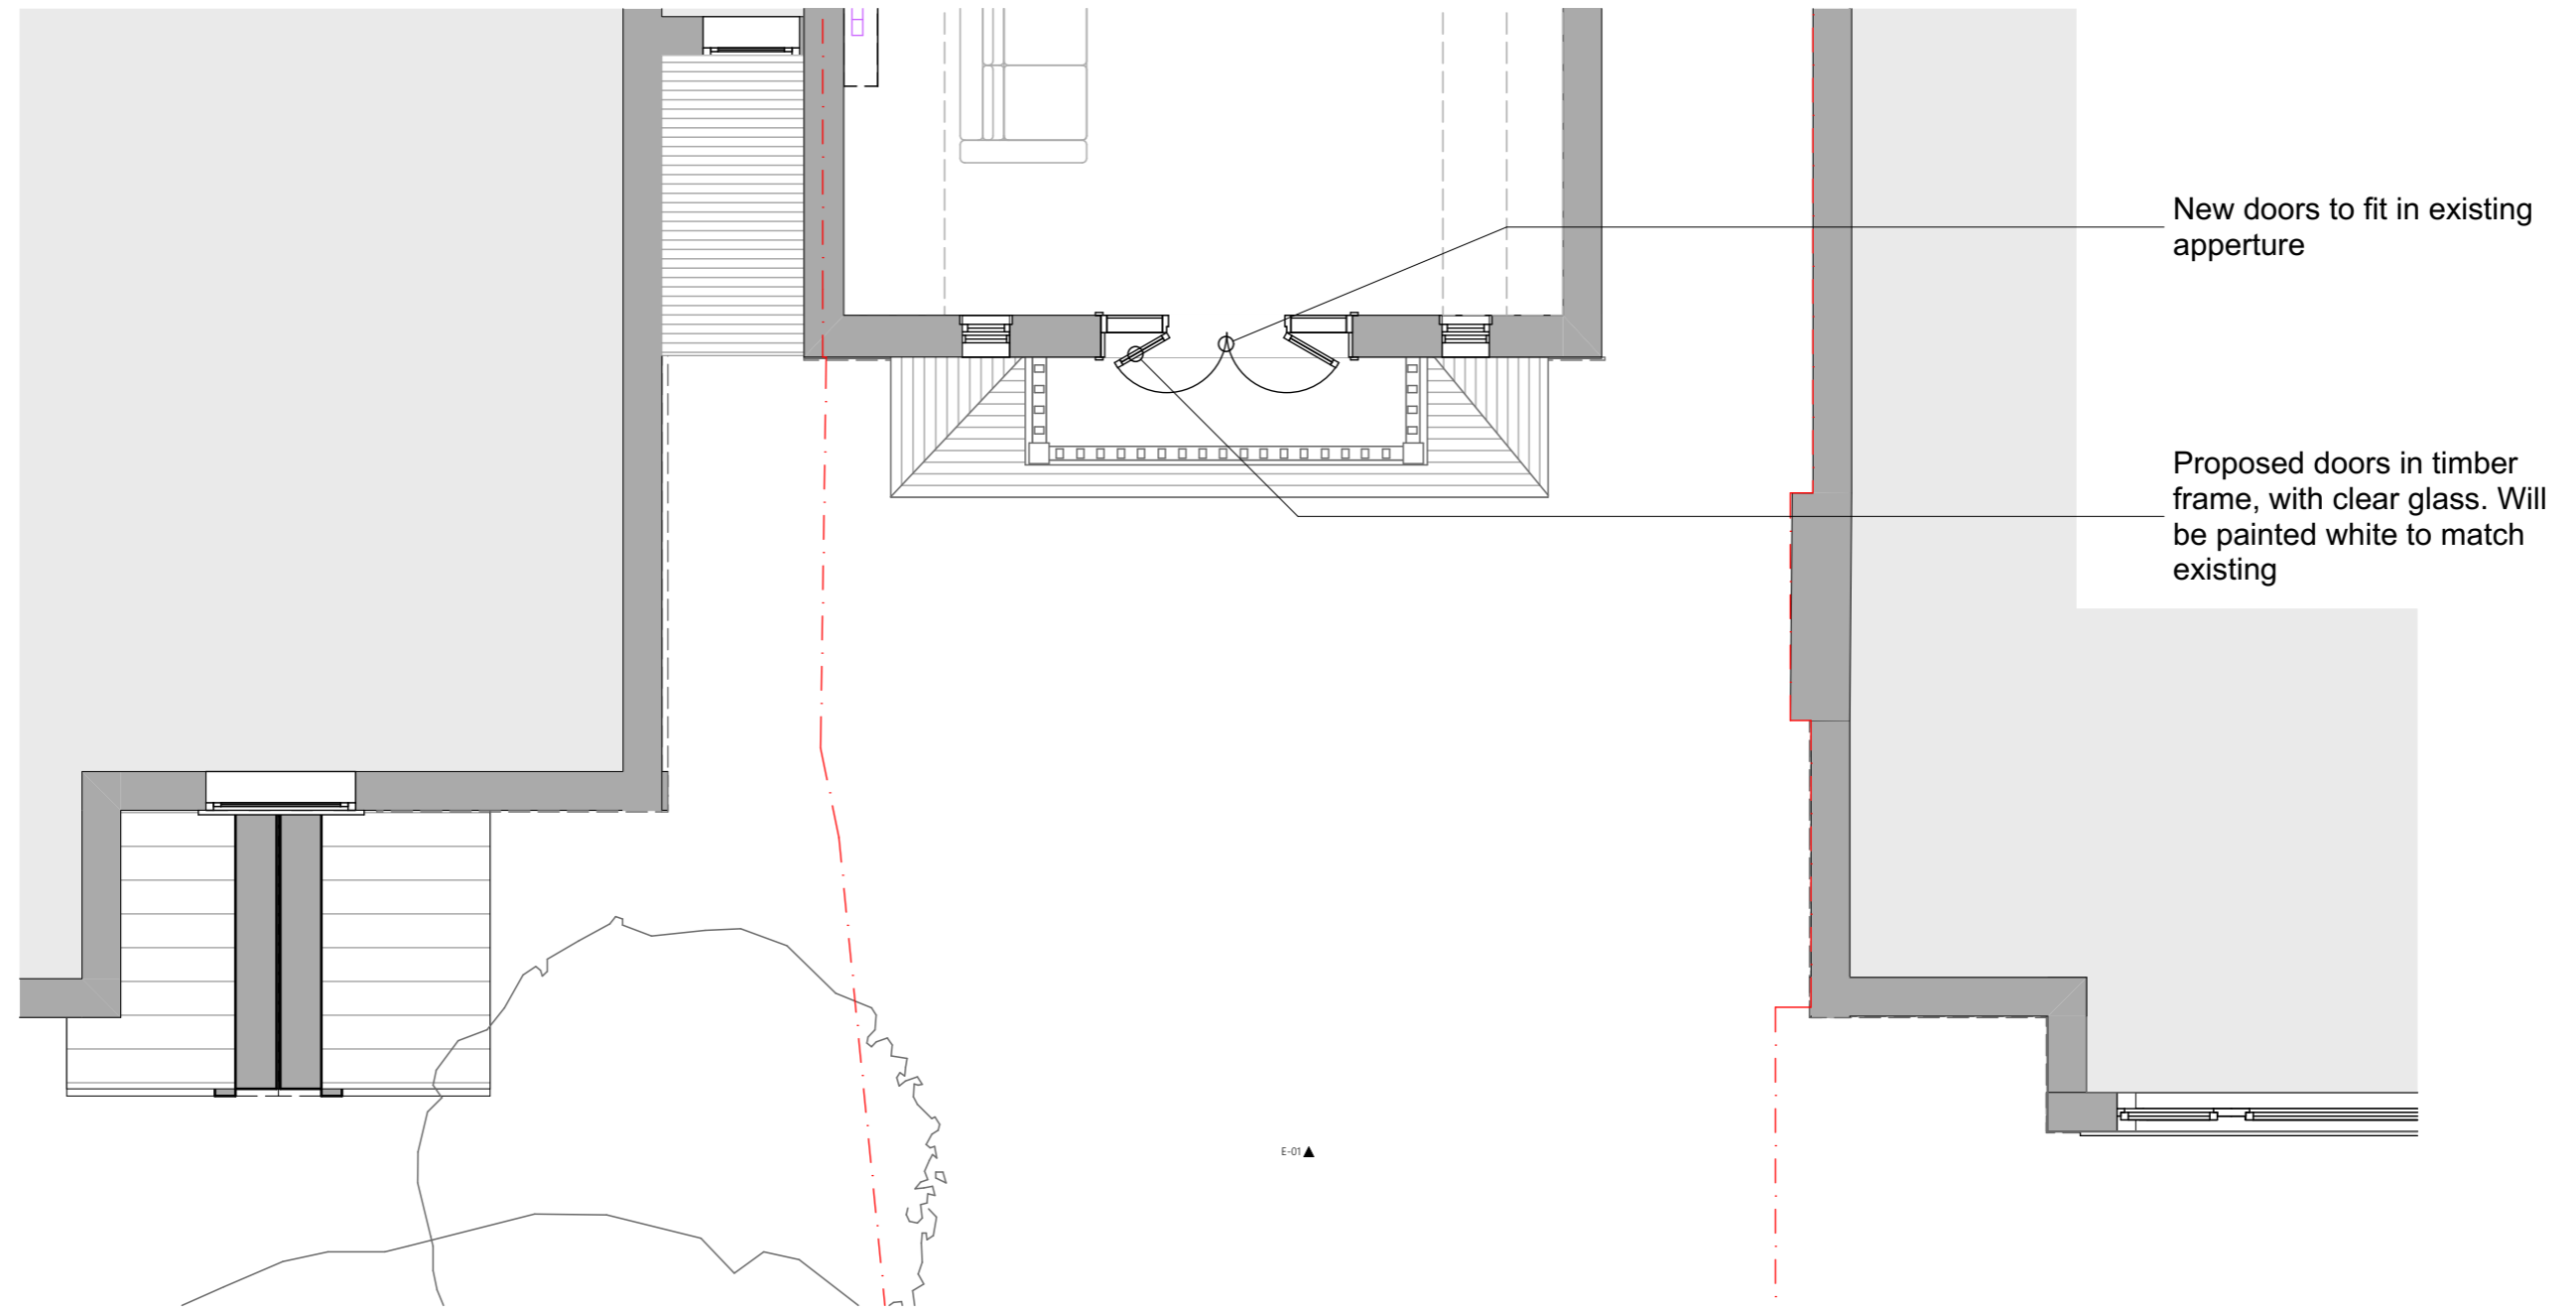 New doors to fit in existing
apperture
Proposed doors in timber
frame, with clear glass. Will
be painted white to match
existing
E-01